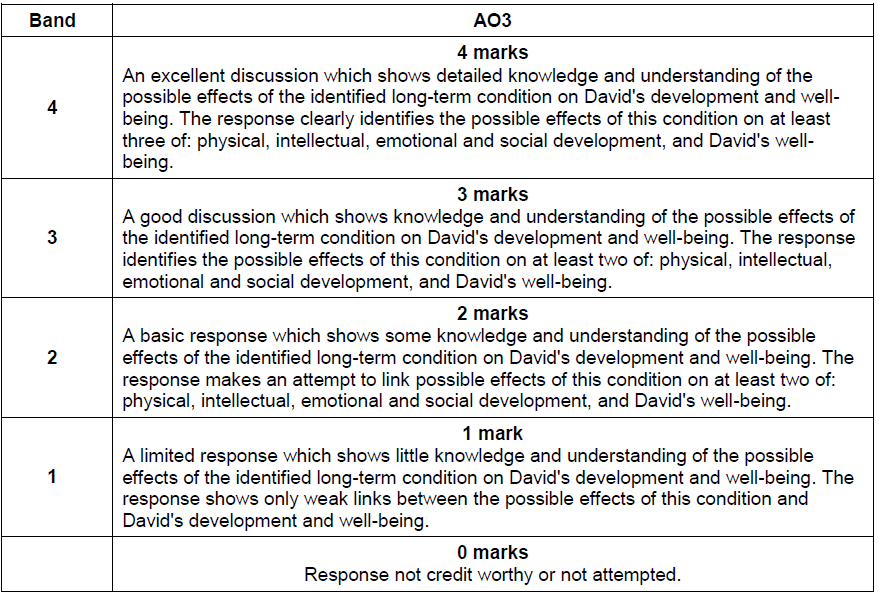 Band
AO3
4
4 marks
An excellent discussion which shows detailed knowledge and understanding of the
possible effects of the identified long-term condition on David's development and well-
being. The response clearly identifies the possible effects of this condition on at least
three of: physical, intellectual, emotional and social development, and David's well-
being.
3
3 marks
A good discussion which shows knowledge and understanding of the possible effects of
the identified long-term condition on David's development and well-being. The response
identifies the possible effects of this condition on at least two of: physical, intellectual,
emotional and social development, and David's well-being.
2
2 marks
A basic response which shows some knowledge and understanding of the possible
effects of the identified long-term condition on David's development and well-being. The
response makes an attempt to link possible effects of this condition on at least two of:
physical, intellectual, emotional and social development, and David's well-being.
1
1 mark
A limited response which shows little knowledge and understanding of the possible
effects of the identified long-term condition on David's development and well-being. The
response shows only weak links between the possible effects of this condition and
David's development and well-being.
0 marks
Response not credit worthy or not attempted.